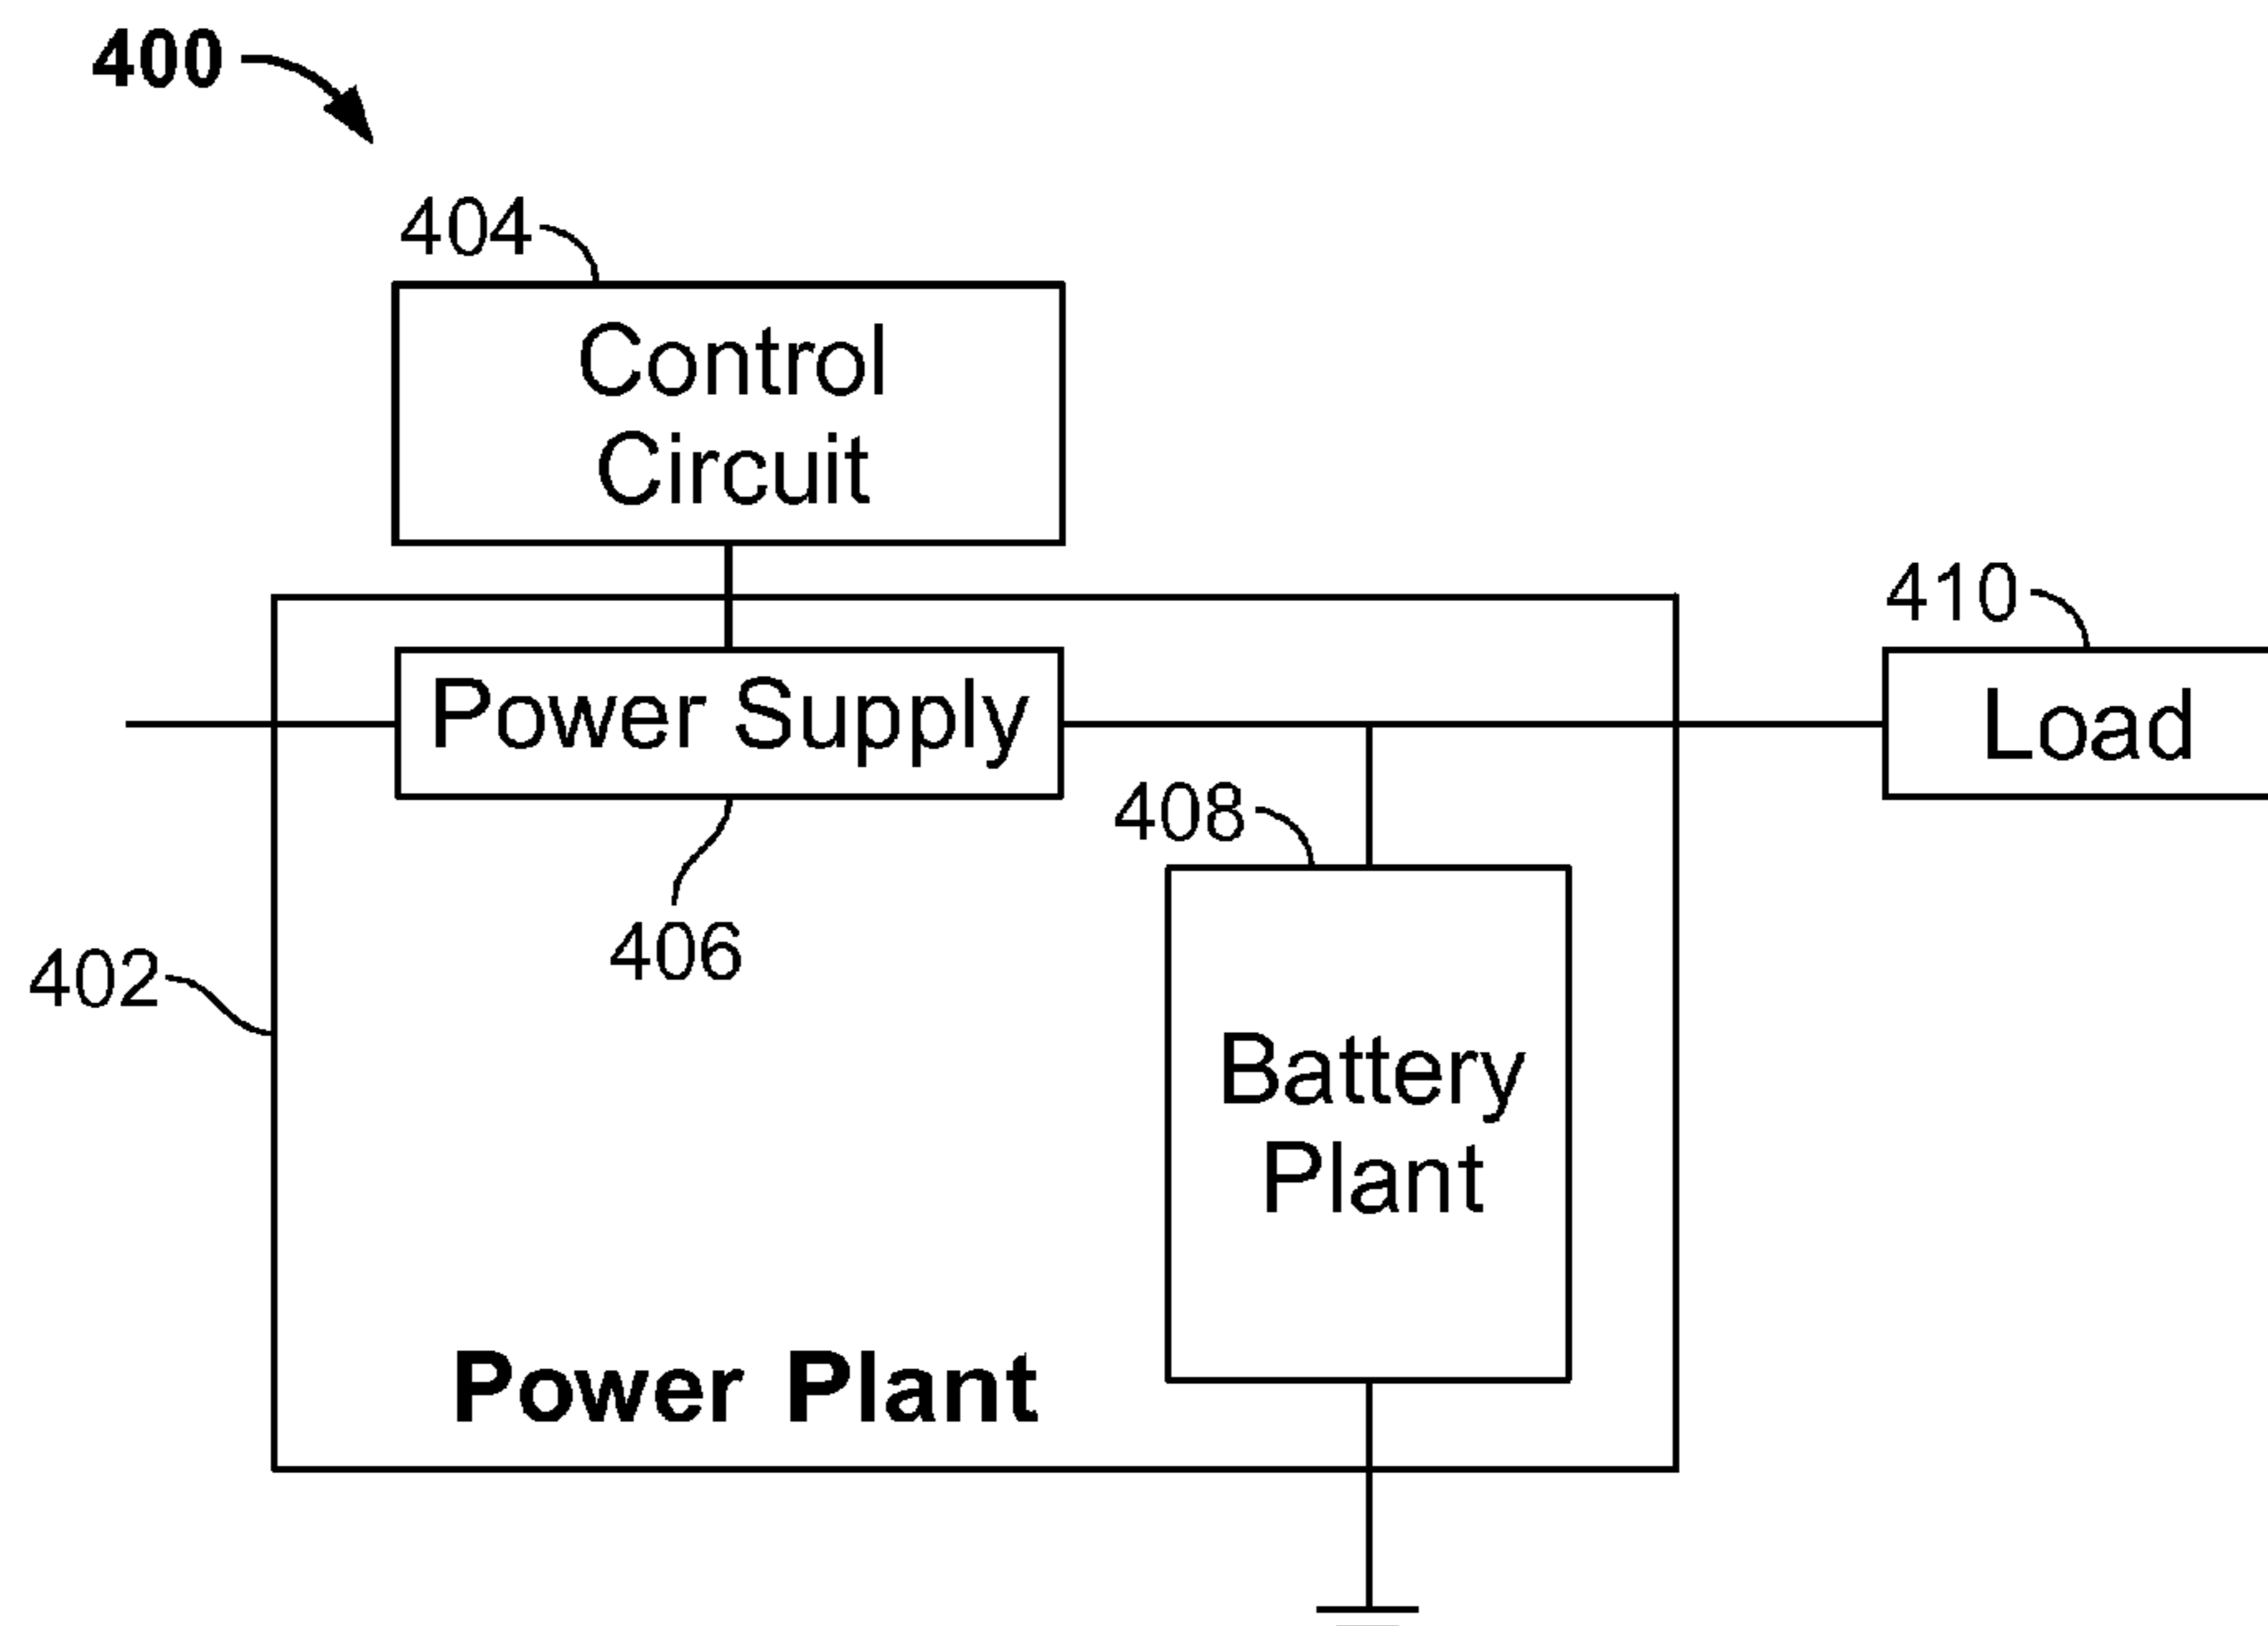 400
404
Control
Circuit
410
Power Supply
Load
408
406
402
Battery
Plant
Power Plant